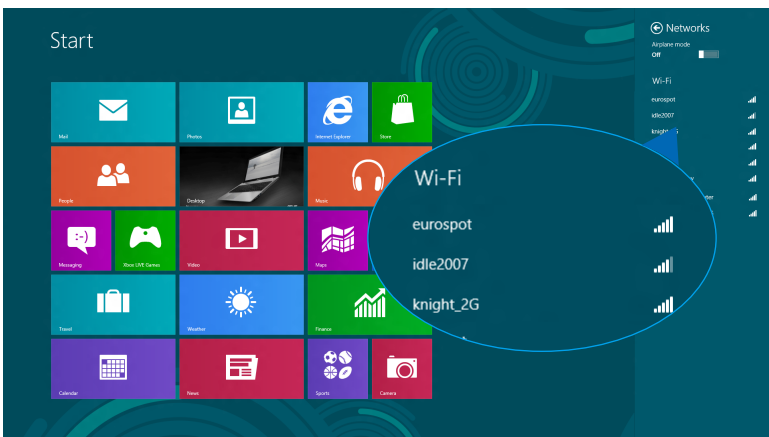 Start
Networks
Airplane mode
Off
Wi-Fi
eurospot
idle2007
Mail
Photos
Internet Explorer
Store
People
Desktop
Music
Messaging
Xbox LIVE Games
Video
Maps
Travel
Weather
Finance
Calendar
News
Sports
Camera
Wi-Fi
eurospot
idle2007
knight_2G